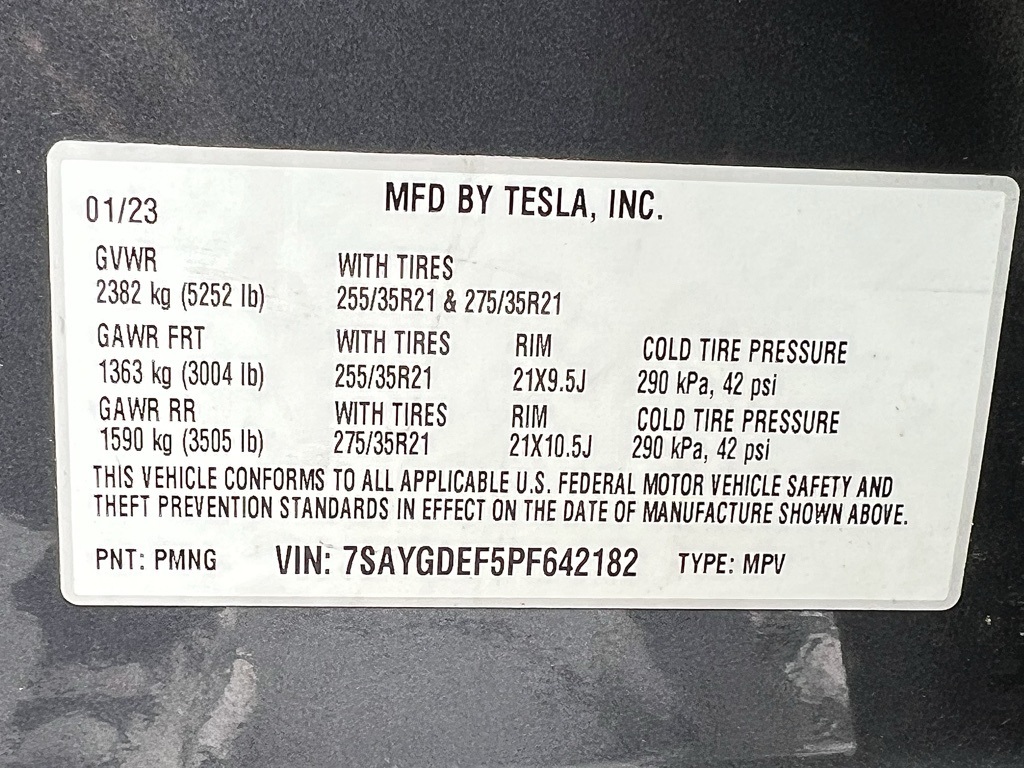 01/23 MFD BY TESLA, INC.
GVWR WITH TIRES
2382 kg (5252 lb) 255/35R21 & 275/35R21
GAWR FRT WITH TIRES RIM COLD TIRE PRESSURE
1363 kg (3004 lb) 255/35R21 21X9.5J 290 kPa, 42 psi
GAWR RR WITH TIRES RIM COLD TIRE PRESSURE
1590 kg (3505 lb) 275/35R21 21X10.5J 290 kPa, 42 psi
THIS VEHICLE CONFORMS TO ALL APPLICABLE U.S. FEDERAL MOTOR VEHICLE SAFETY AND
THEFT PREVENTION STANDARDS IN EFFECT ON THE DATE OF MANUFACTURE SHOWN ABOVE.
PNT: PMNG VIN: 7SAYGDEF5PF642182 TYPE: MPV